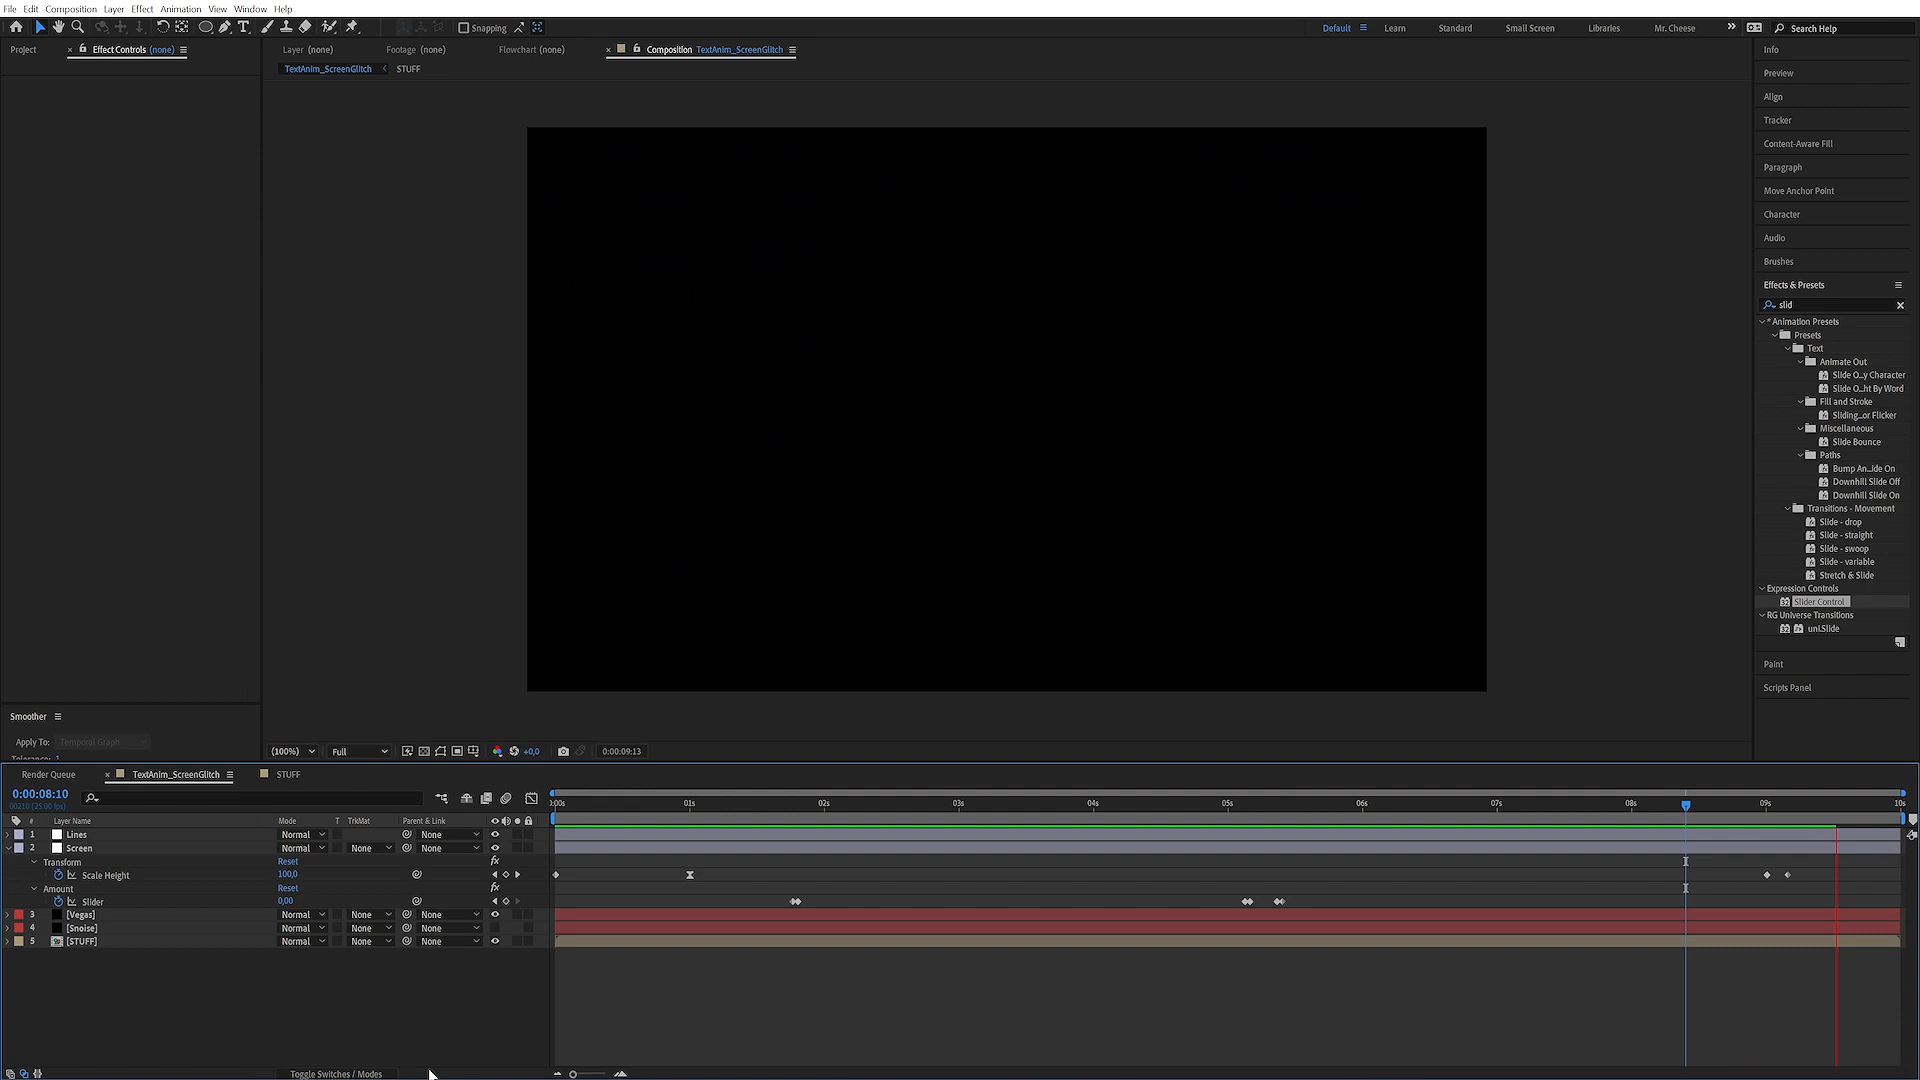 File Edit Composition Layer Effect Animation View Window Help
Snapping Default Learn Standard Small Screen Libraries Mr. Cheese Search Help
Project Effect Controls (none) Layer (none) Footage (none) Flowchart (none) Composition TextAnim_ScreenGlitch
TextAnim_ScreenGlitch STUFF
Info
Preview
Align
Tracker
Content-Aware Fill
Paragraph
Move Anchor Point
Character
Audio
Brushes
Effects & Presets
slid
* Animation Presets
Presets
Text
Animate Out
Slide O...y Character
Slide O...ht By Word
Fill and Stroke
Sliding...or Flicker
Miscellaneous
Slide Bounce
Paths
Bump An...ide On
Downhill Slide Off
Downhill Slide On
Transitions - Movement
Slide - drop
Slide - straight
Slide - swoop
Slide - variable
Stretch & Slide
Expression Controls
Slider Control
RG Universe Transitions
uni.Slide
Paint
Scripts Panel
Smoother
Apply To: Temporal Graph
(100%) Full +0,0 0:00:09:13
Render Queue TextAnim_ScreenGlitch STUFF
0:00:08:10
00210 (25.00 fps)
:00s 01s 02s 03s 04s 05s 06s 07s 08s 09s 10s
# Layer Name Mode T TrkMat Parent & Link
1 Lines Normal None
2 Screen Normal None None
Transform Reset
Scale Height 100,0
Amount Reset
Slider 0,00
3 [Vegas] Normal None None
4 [Snoise] Normal None None
5 [STUFF] Normal None None
Toggle Switches / Modes